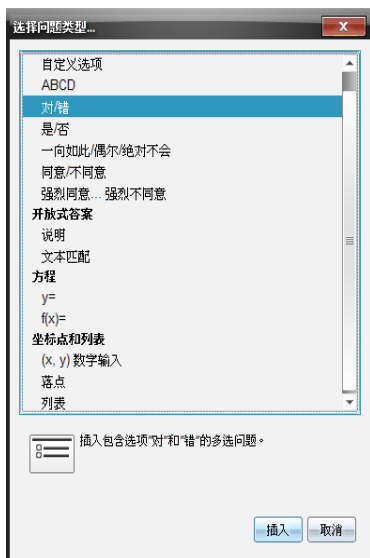 选择问题类型...
自定义选项
ABCD
对/错
是/否
一向如此/偶尔/绝对不会
同意/不同意
强烈同意... 强烈不同意
开放式答案
说明
文本匹配
方程
y=
f(x)=
坐标点和列表
(x, y) 数字输入
落点
列表
插入包含选项"对"和"错"的多选问题。
插入 取消